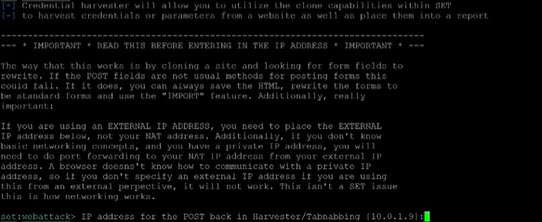 [-] Credential harvester will allow you to utilize the clone capabilities within SET
[-] to harvest credentials or parameters from a website as well as place them into a report
-------------------------------------------------------------------------------
--- * IMPORTANT * READ THIS BEFORE ENTERING IN THE IP ADDRESS * IMPORTANT * ---
The way that this works is by cloning a site and looking for form fields to
rewrite. If the POST fields are not usual methods for posting forms this
could fail. If it does, you can always save the HTML, rewrite the forms to
be standard forms and use the "IMPORT" feature. Additionally, really
important:
If you are using an EXTERNAL IP ADDRESS, you need to place the EXTERNAL
IP address below, not your NAT address. Additionally, if you don't know
basic networking concepts, and you have a private IP address, you will
need to do port forwarding to your NAT IP address from your external IP
address. A browser doesn't know how to communicate with a private IP
address, so if you don't specify an external IP address if you are using
this from an external perpective, it will not work. This isn't a SET issue
this is how networking works.
set:webattack> IP address for the POST back in Harvester/Tabnabbing [10.0.1.9]: